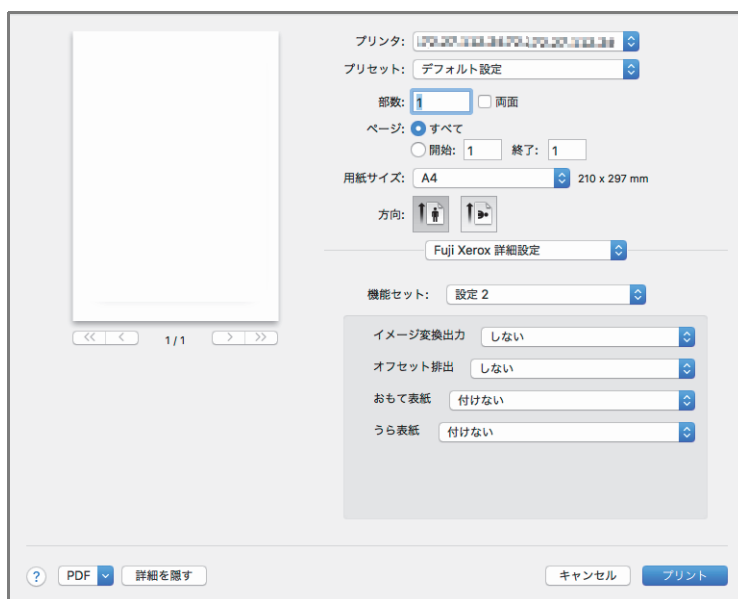 プリンタ:
プリセット: デフォルト設定
部数: 1 両面
ページ: すべて
開始: 1 終了: 1
用紙サイズ: A4 210 x 297 mm
方向:
Fuji Xerox 詳細設定
機能セット: 設定 2
<< < 1 / 1 > >>
イメージ変換出力 しない
オフセット排出 しない
おもて表紙 付けない
うら表紙 付けない
? PDF 詳細を隠す キャンセル プリント